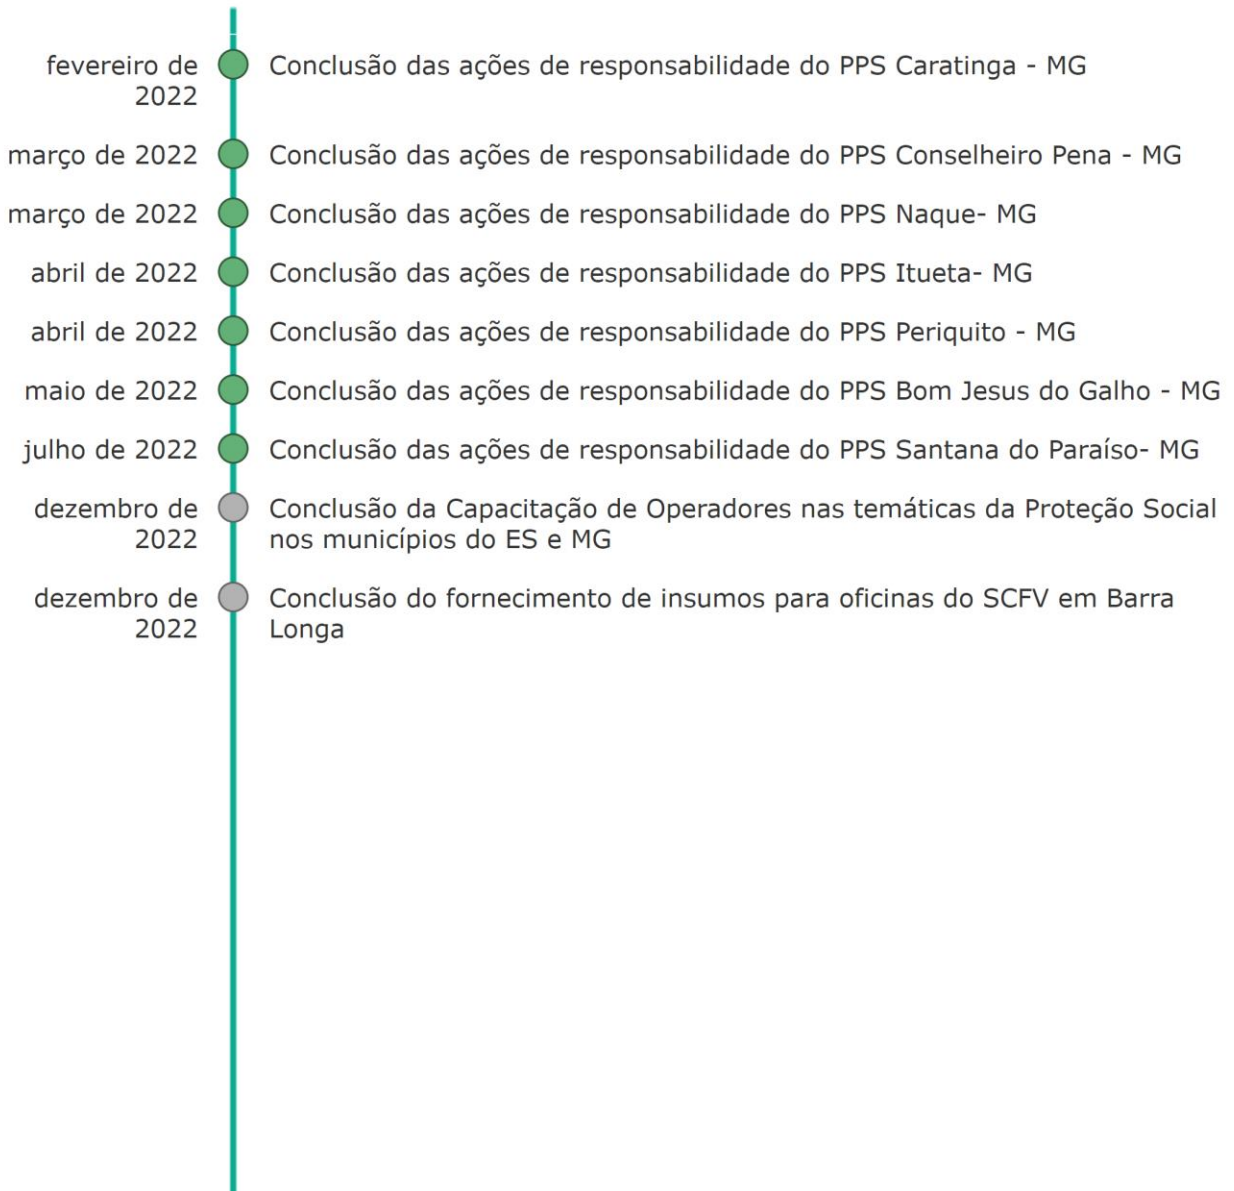 fevereiro de Conclusão das ações de responsabilidade do PPS Caratinga - MG
2022
março de 2022 Conclusão das ações de responsabilidade do PPS Conselheiro Pena - MG
março de 2022 Conclusão das ações de responsabilidade do PPS Naque- MG
abril de 2022 Conclusão das ações de responsabilidade do PPS Itueta- MG
abril de 2022 Conclusão das ações de responsabilidade do PPS Periquito - MG
maio de 2022 Conclusão das ações de responsabilidade do PPS Bom Jesus do Galho - MG
julho de 2022 Conclusão das ações de responsabilidade do PPS Santana do Paraíso- MG
dezembro de Conclusão da Capacitação de Operadores nas temáticas da Proteção Social
2022 nos municípios do ES e MG
dezembro de Conclusão do fornecimento de insumos para oficinas do SCFV em Barra
2022 Longa